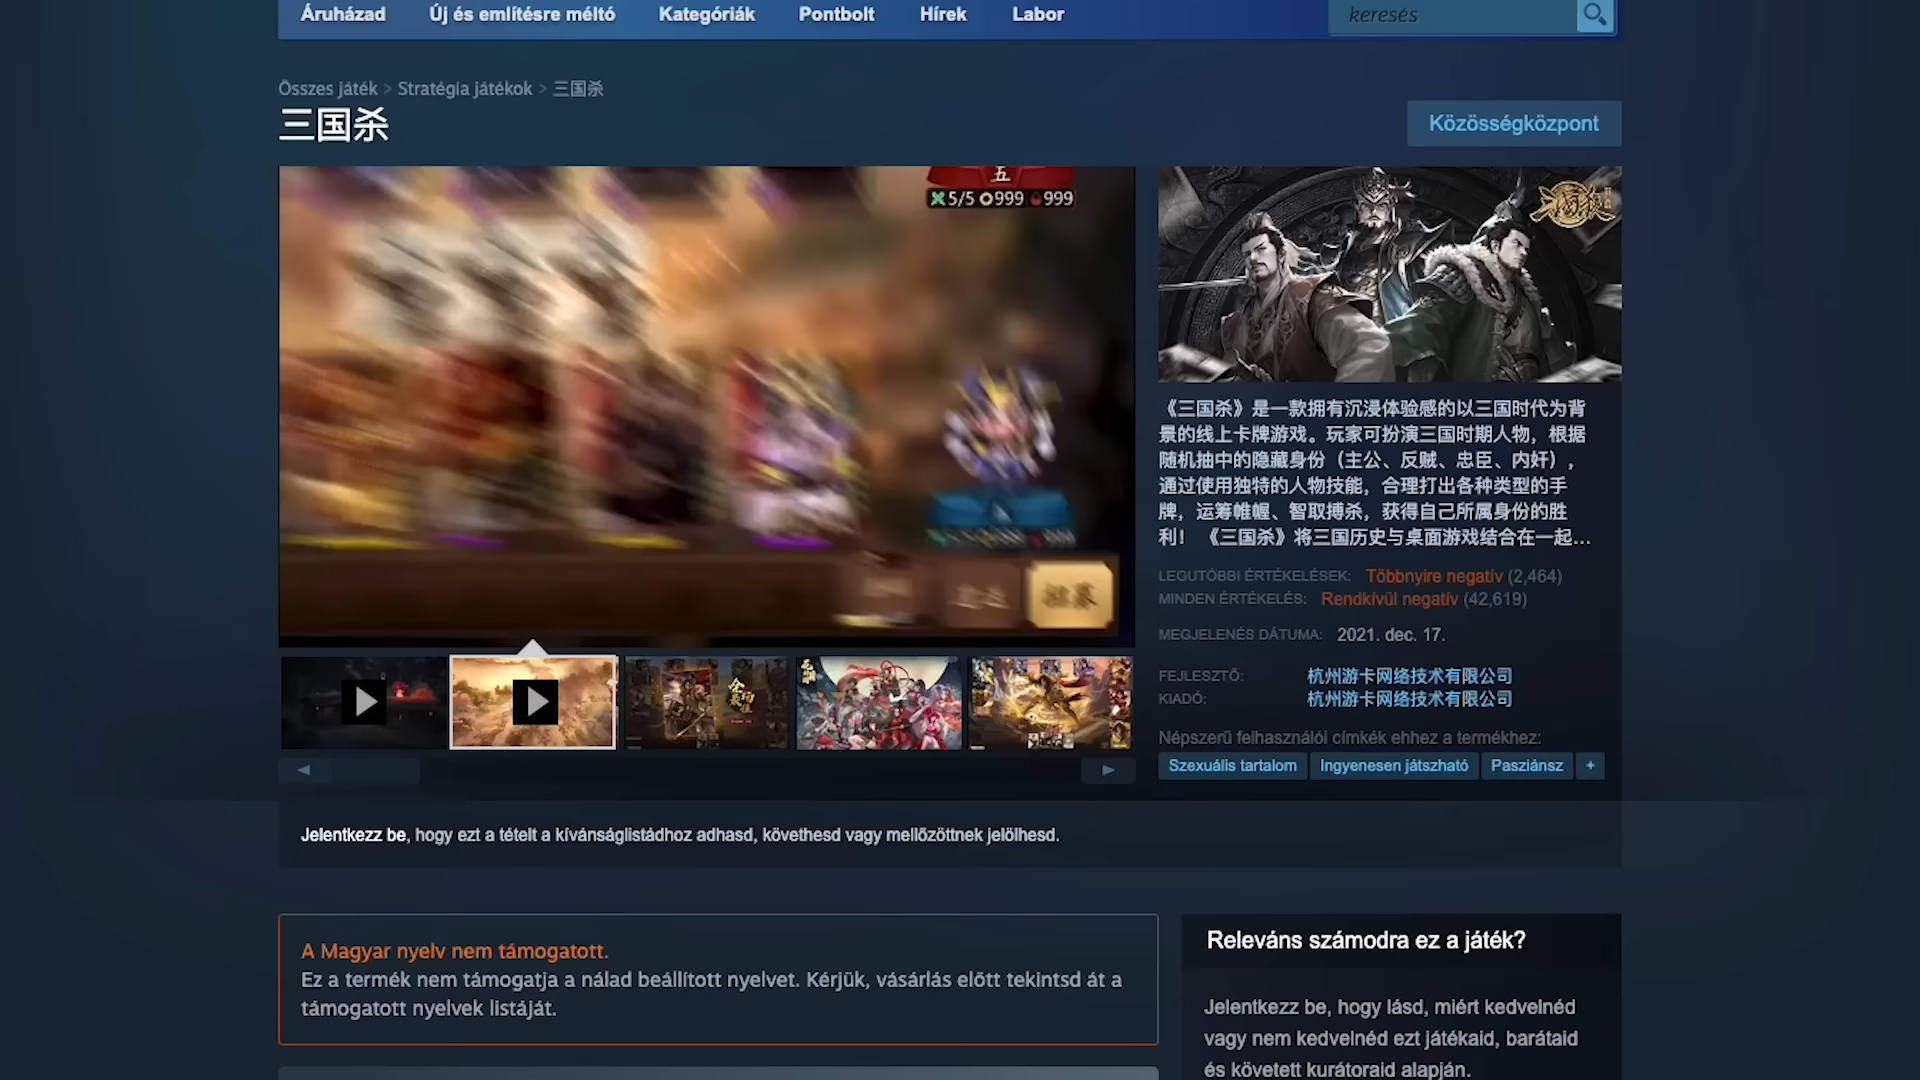 Áruházad
Új és említésre méltó
Kategóriák
Pontbolt
Hírek
Labor
keresés
Összes játék > Stratégia játékok > 三国杀
三国杀
Közösségközpont
五
5/5 999 999
《三国杀》是一款拥有沉浸体验感的以三国时代为背
景的线上卡牌游戏。玩家可扮演三国时期人物，根据
随机抽中的隐藏身份（主公、反贼、忠臣、内奸），
通过使用独特的人物技能，合理打出各种类型的手
牌，运筹帷幄、智取搏杀，获得自己所属身份的胜
利！ 《三国杀》将三国历史与桌面游戏结合在一起...
LEGUTÓBBI ÉRTÉKELÉSEK: Többnyire negatív (2,464)
MINDEN ÉRTÉKELÉS: Rendkívül negatív (42,619)
MEGJELENÉS DÁTUMA: 2021. dec. 17.
FEJLESZTŐ: 杭州游卡网络技术有限公司
KIADÓ: 杭州游卡网络技术有限公司
Népszerű felhasználói címkék ehhez a termékhez:
Szexuális tartalom
Ingyenesen játszható
Pasziánsz
+
Jelentkezz be, hogy ezt a tételt a kívánságlistádhoz adhasd, követhesd vagy mellőzöttnek jelölhesd.
A Magyar nyelv nem támogatott.
Ez a termék nem támogatja a nálad beállított nyelvet. Kérjük, vásárlás előtt tekintsd át a
támogatott nyelvek listáját.
Releváns számodra ez a játék?
Jelentkezz be, hogy lásd, miért kedvelnéd
vagy nem kedvelnéd ezt játékaid, barátaid
és követett kurátoraid alapján.